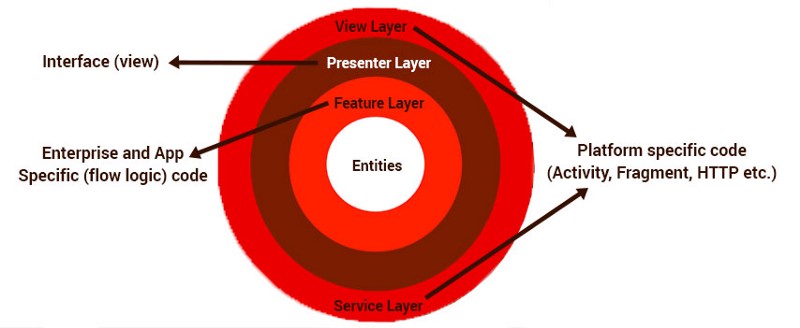 View Layer
Interface (view)
Presenter Layer
Feature Layer
Enterprise and App
Specific (flow logic) code
Entities
Platform specific code
(Activity, Fragment, HTTP etc.)
Service Layer